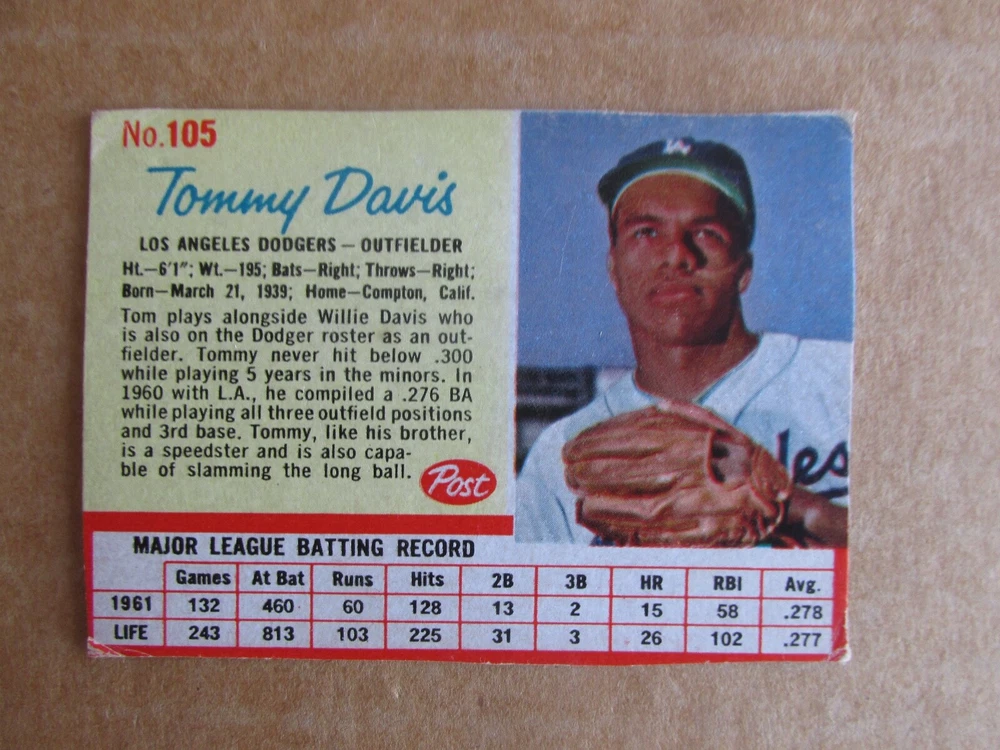 No.105
Tommy Davis
LOS ANGELES DODGERS — OUTFIELDER
Ht.—6'1"; Wt.—195; Bats—Right; Throws—Right;
Born—March 21, 1939; Home—Compton, Calif.
Tom plays alongside Willie Davis who
is also on the Dodger roster as an out-
fielder. Tommy never hit below .300
while playing 5 years in the minors. In
1960 with L.A., he compiled a .276 BA
while playing all three outfield positions
and 3rd base. Tommy, like his brother,
is a speedster and is also capa-
ble of slamming the long ball.
Post
LA
les
MAJOR LEAGUE BATTING RECORD
Games At Bat Runs Hits 2B 3B HR RBI Avg.
1961 132 460 60 128 13 2 15 58 .278
LIFE 243 813 103 225 31 3 26 102 .277